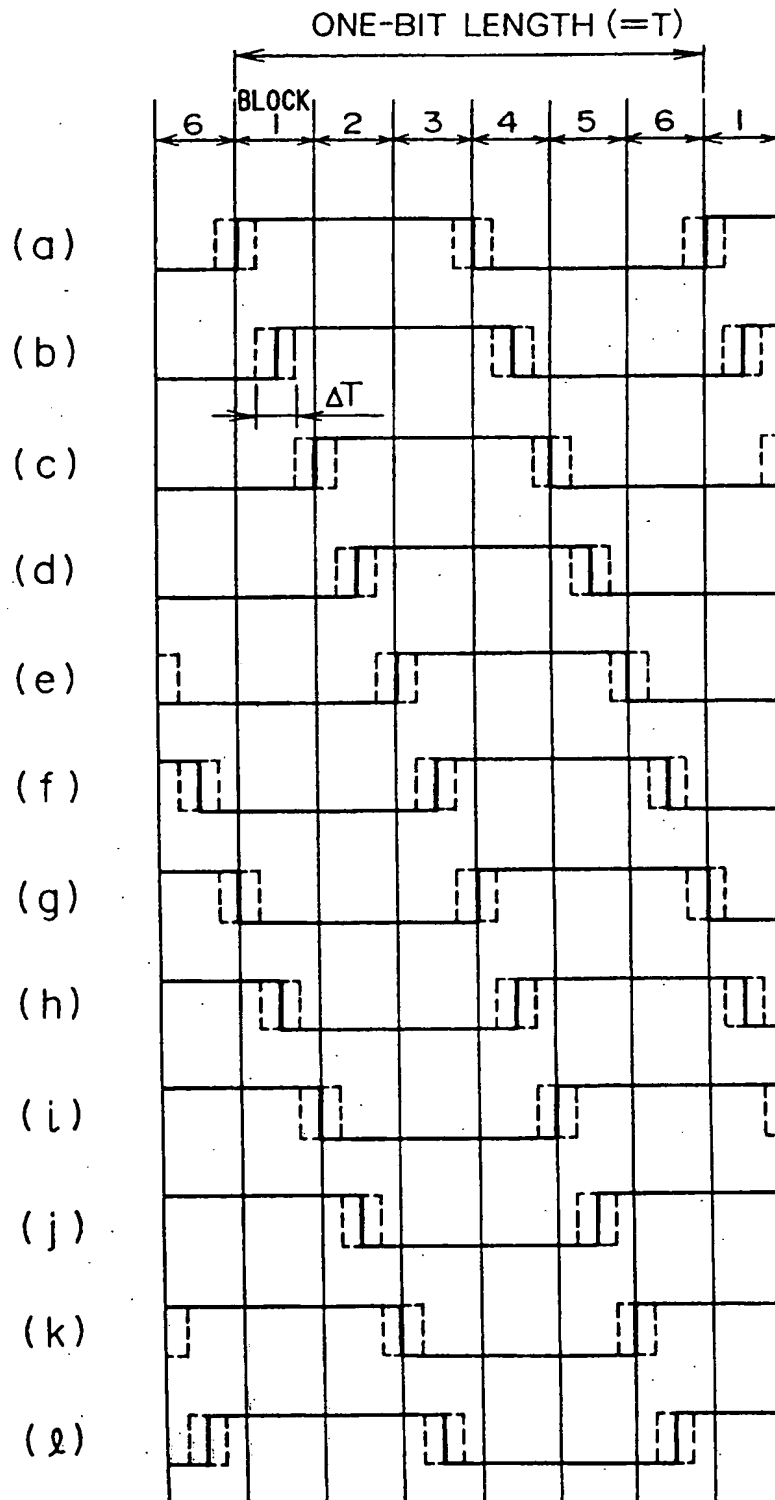 ONE-BIT LENGTH (=T)
BLOCK
6 1 2 3 4 5 6 1
(a)
(b)
ΔT
(c)
(d)
(e)
(f)
(g)
(h)
(i)
(j)
(k)
(ℓ)